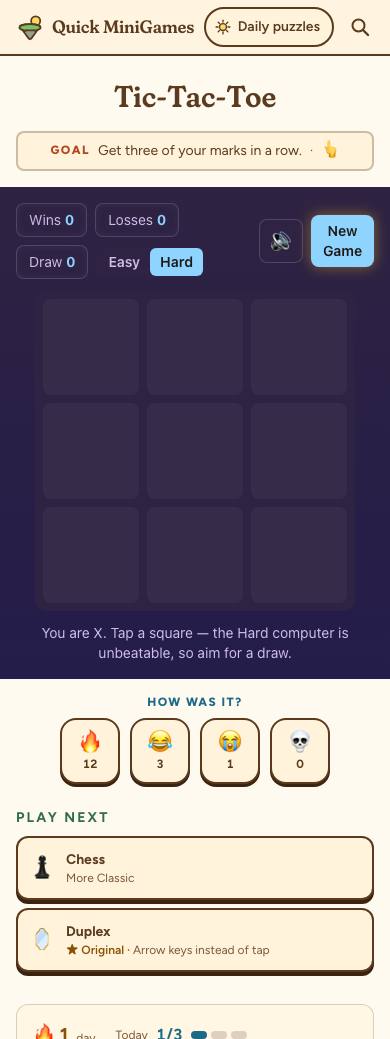 Quick MiniGames
Daily puzzles
Tic-Tac-Toe
GOAL Get three of your marks in a row. ·
Wins 0
Losses 0
Draw 0
Easy
Hard
New
Game
You are X. Tap a square — the Hard computer is
unbeatable, so aim for a draw.
HOW WAS IT?
12
3
1
0
PLAY NEXT
Chess
More Classic
Duplex
★ Original · Arrow keys instead of tap
1 day Today 1/3